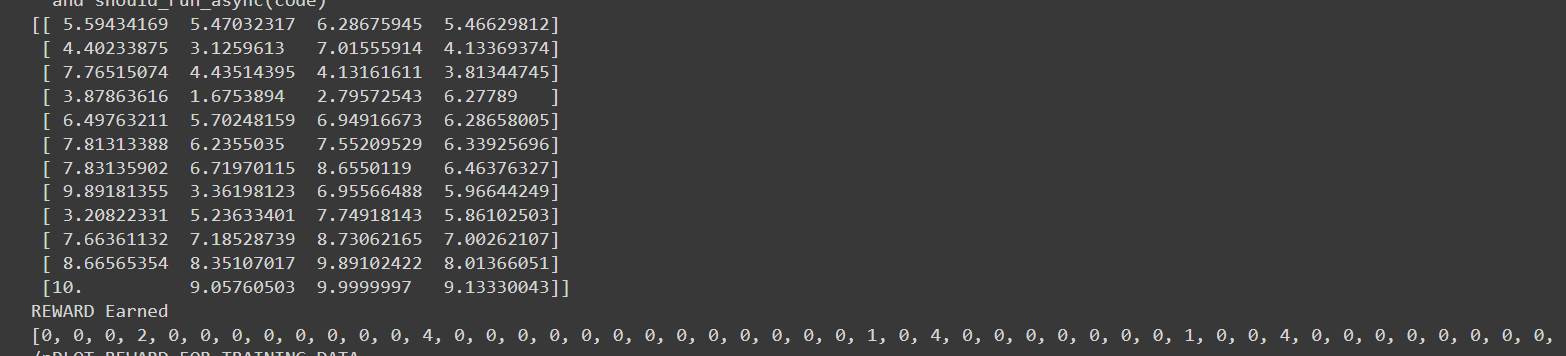 and should_run_async(code)
[[ 5.59434169  5.47032317  6.28675945  5.46629812]
 [ 4.40233875  3.1259613   7.01555914  4.13369374]
 [ 7.76515074  4.43514395  4.13161611  3.81344745]
 [ 3.87863616  1.6753894   2.79572543  6.27789   ]
 [ 6.49763211  5.70248159  6.94916673  6.28658005]
 [ 7.81313388  6.2355035   7.55209529  6.33925696]
 [ 7.83135902  6.71970115  8.6550119   6.46376327]
 [ 9.89181355  3.36198123  6.95566488  5.96644249]
 [ 3.20822331  5.23633401  7.74918143  5.86102503]
 [ 7.66361132  7.18528739  8.73062165  7.00262107]
 [ 8.66565354  8.35107017  9.89102422  8.01366051]
 [10.          9.05760503  9.9999997   9.13330043]]
REWARD Earned
[0, 0, 0, 2, 0, 0, 0, 0, 0, 0, 0, 0, 4, 0, 0, 0, 0, 0, 0, 0, 0, 0, 0, 0, 0, 0, 1, 0, 4, 0, 0, 0, 0, 0, 0, 0, 1, 0, 0, 4, 0, 0, 0, 0, 0, 0, 0, 0,
/nPLOT REWARD FOR TRAINING DATA